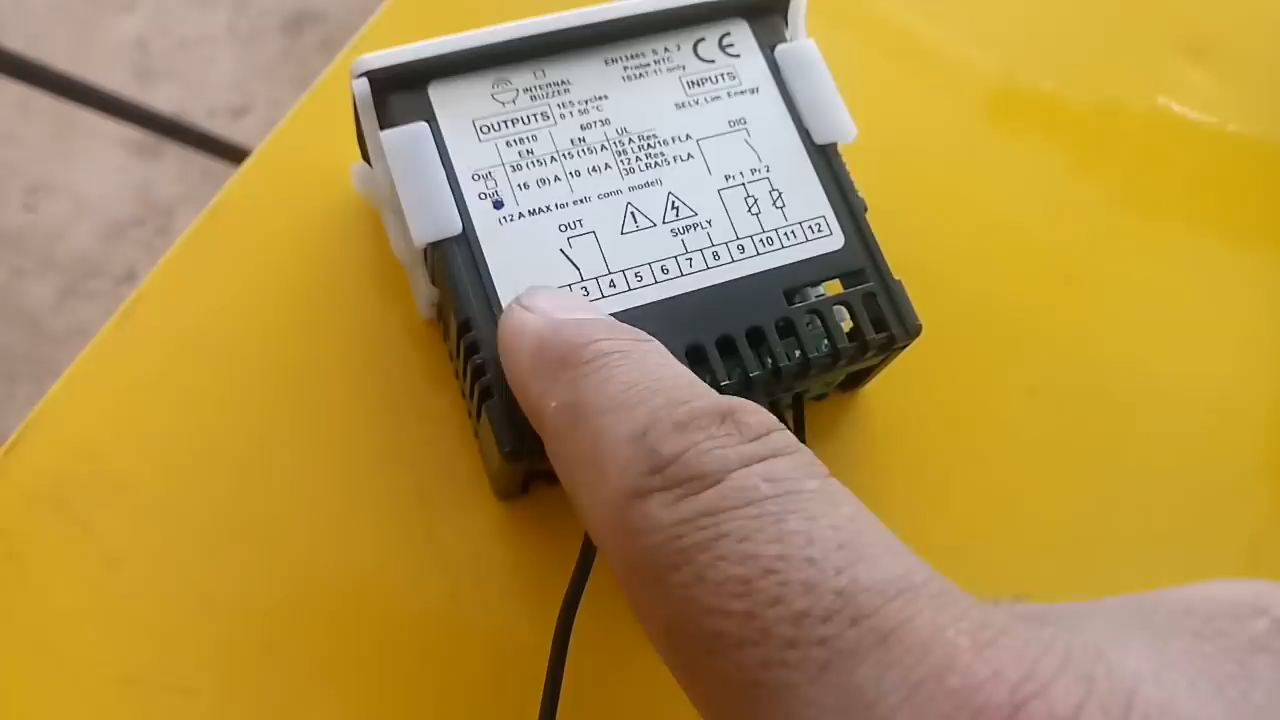 INTERNAL
BUZZER
EN13485: S, A, 2
Probe NTC
103AT-11 only
CE
OUTPUTS
1E5 cycles
0 T 50 °C
INPUTS
SELV. Lim. Energy
61810
EN
60730
EN
UL
Out
30 (15) A
15 (15) A
15 A Res.
96 LRA/16 FLA
Out
16 (9) A
10 (4) A
12 A Res.
30 LRA/5 FLA
(12 A MAX for extr. conn. model)
DIG
Pr 1 Pr 2
OUT
SUPPLY
3 4 5 6 7 8 9 10 11 12